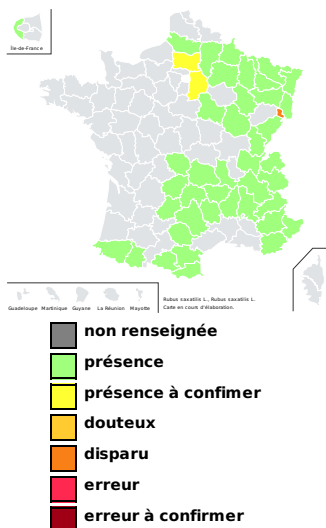 Île-de-France
Guadeloupe Martinique Guyane La Réunion Mayotte
Rubus saxatilis L., Rubus saxatilis L.
Carte en cours d'élaboration.
non renseignée
présence
présence à confimer
douteux
disparu
erreur
erreur à confirmer